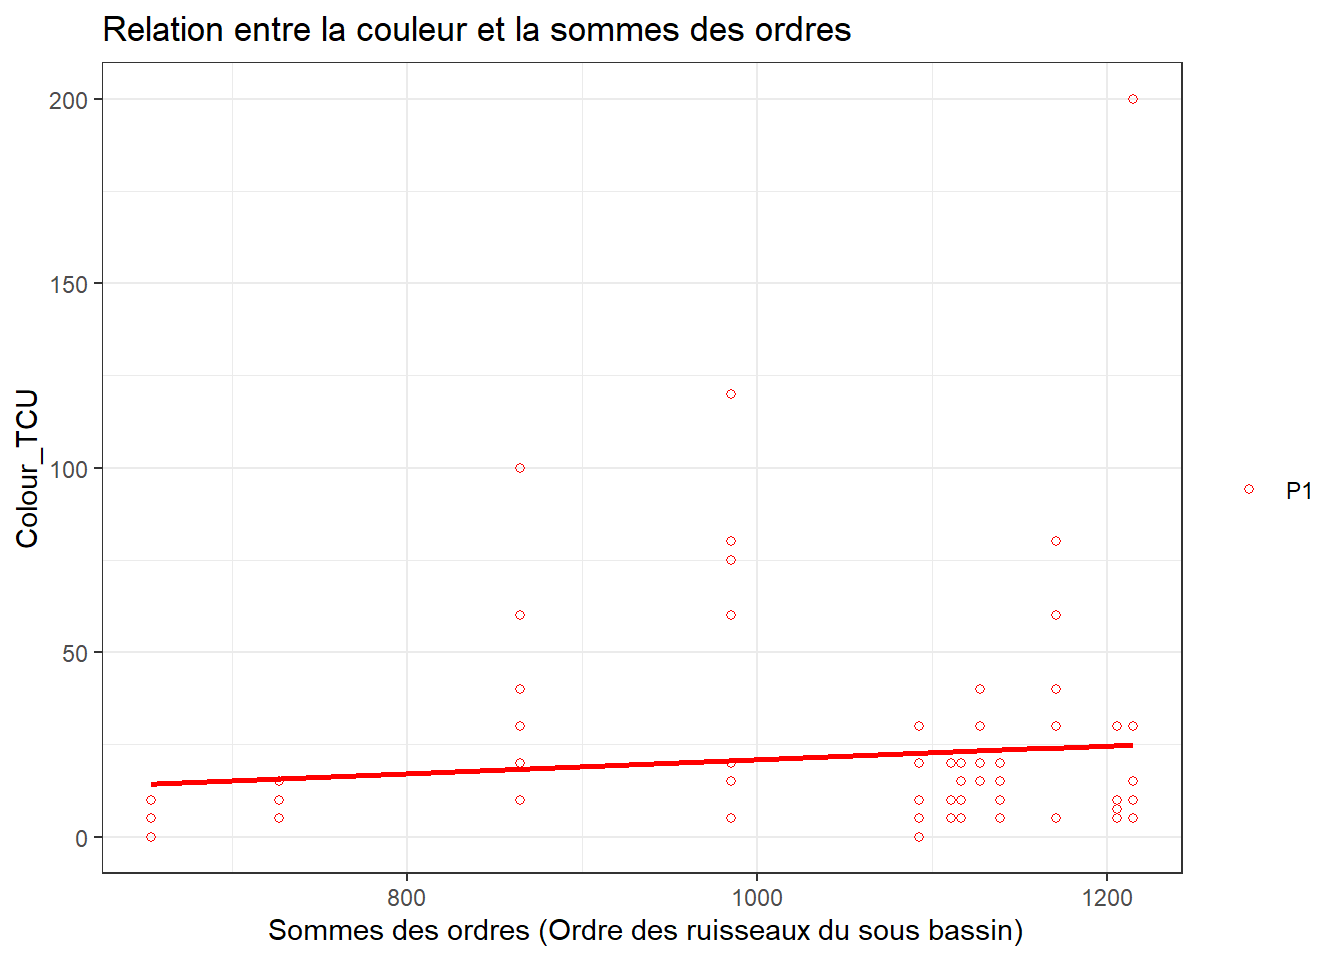 Relation entre la couleur et la sommes des ordres
200
150
100
50
0
Colour_TCU
800 1000 1200
Sommes des ordres (Ordre des ruisseaux du sous bassin)
P1